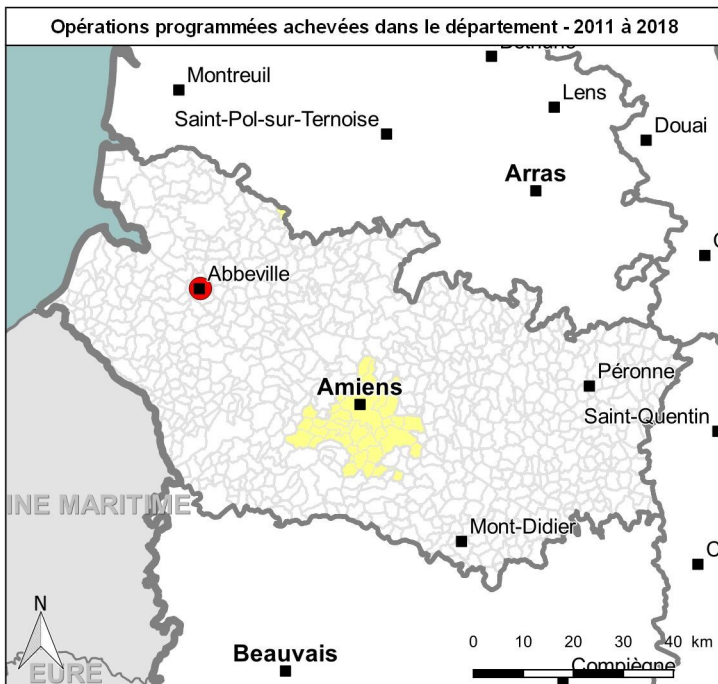 Opérations programmées achevées dans le département - 2011 à 2018
Montreuil
Lens
Saint-Pol-sur-Ternoise
Douai
Arras
Abbeville
Péronne
Amiens
Saint-Quentin
INE MARITIME
Mont-Didier
N
Beauvais
0 10 20 30 40 km
EURE
Compiègne